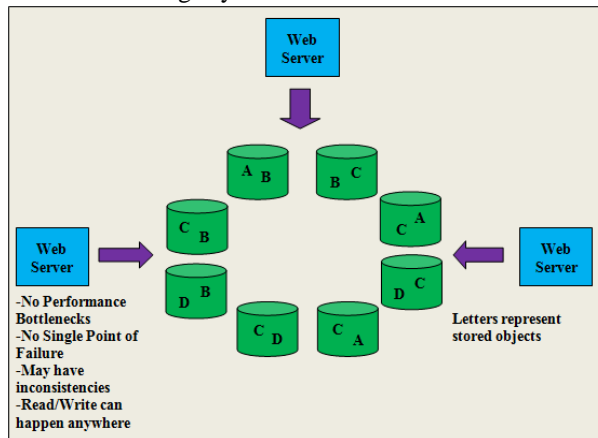 Web
Server
A B
B C
C B
C A
Web
Server
Web
Server
D B
D C
C D
C A
-No Performance
Bottlenecks
-No Single Point of
Failure
-May have
inconsistencies
-Read/Write can
happen anywhere
Letters represent
stored objects